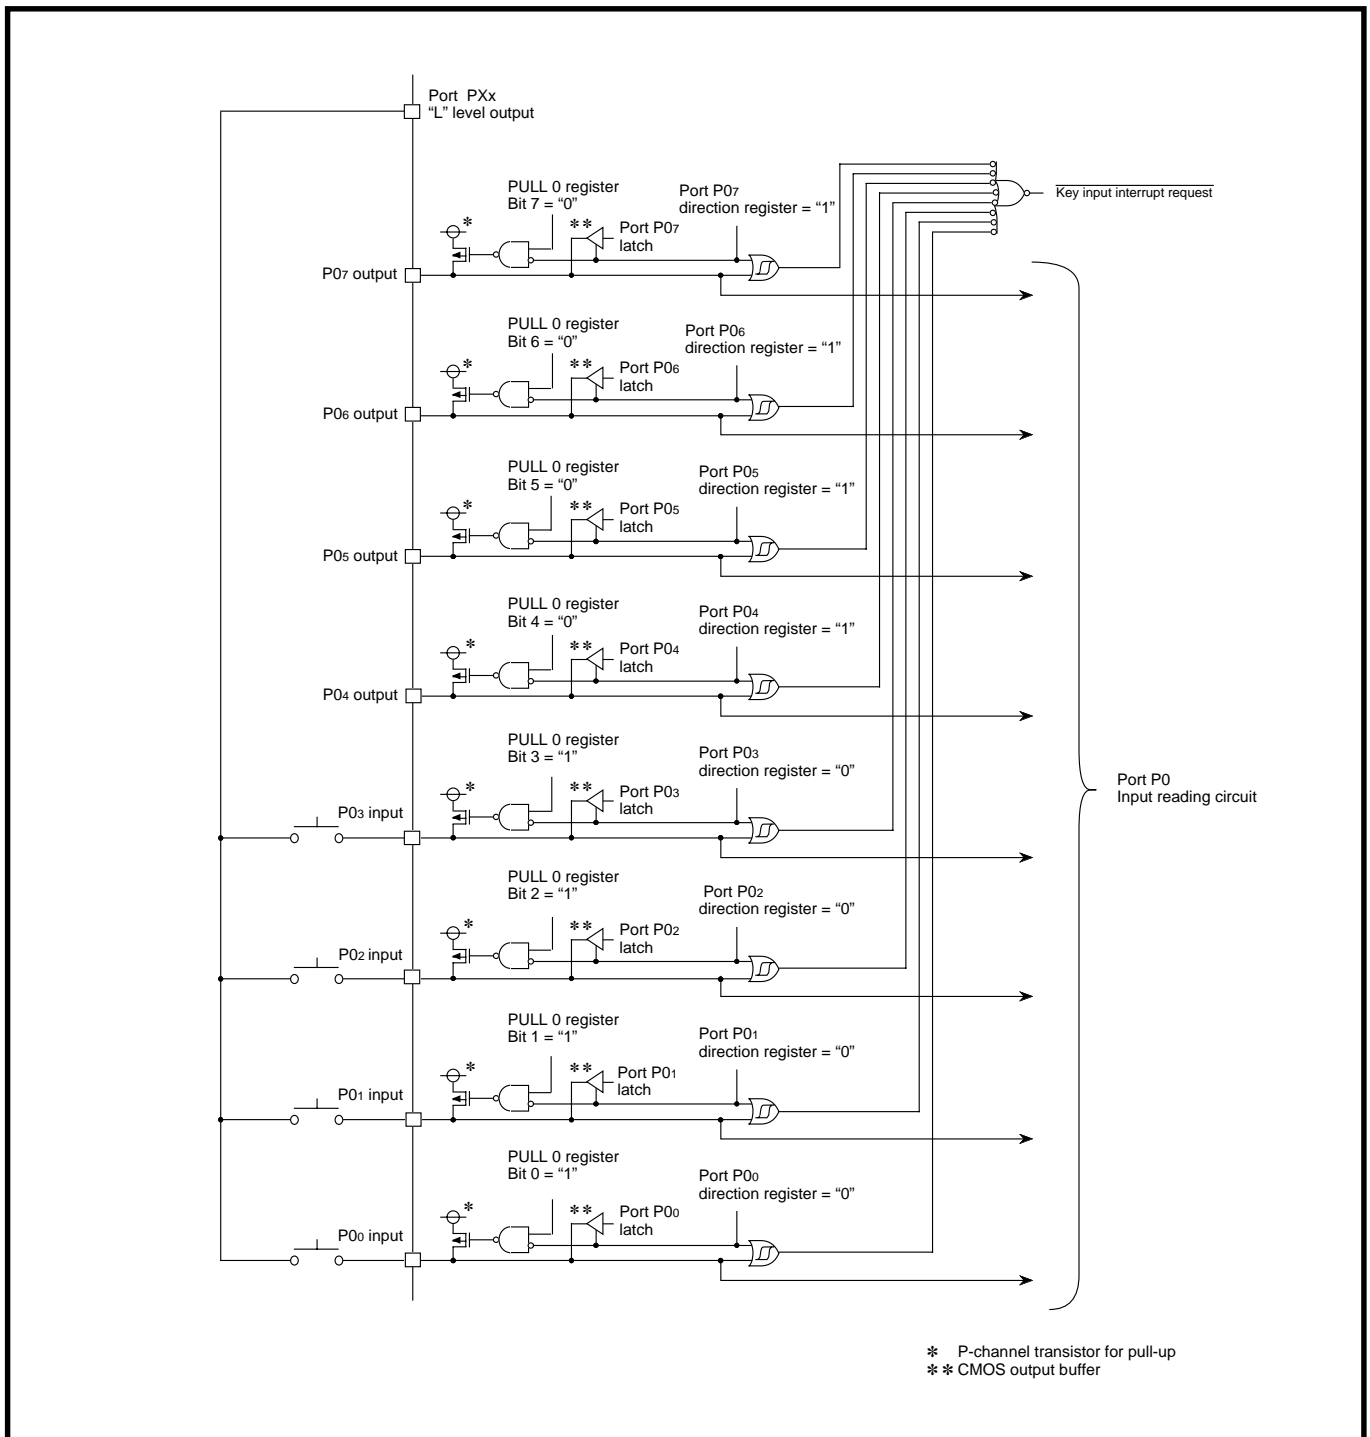 Port PXx
“L” level output
PULL 0 register
Bit 7 = “0”
Port P07
direction register = “1”
Key input interrupt request
*
**
Port P07
latch
P07 output
PULL 0 register
Bit 6 = “0”
Port P06
direction register = “1”
*
**
Port P06
latch
P06 output
PULL 0 register
Bit 5 = “0”
Port P05
direction register = “1”
*
**
Port P05
latch
P05 output
PULL 0 register
Bit 4 = “0”
Port P04
direction register = “1”
*
**
Port P04
latch
P04 output
PULL 0 register
Bit 3 = “1”
Port P03
direction register = “0”
*
**
Port P03
latch
P03 input
Port P0
Input reading circuit
PULL 0 register
Bit 2 = “1”
Port P02
direction register = “0”
*
**
Port P02
latch
P02 input
PULL 0 register
Bit 1 = “1”
Port P01
direction register = “0”
*
**
Port P01
latch
P01 input
PULL 0 register
Bit 0 = “1”
Port P00
direction register = “0”
*
**
Port P00
latch
P00 input
* P-channel transistor for pull-up
** CMOS output buffer